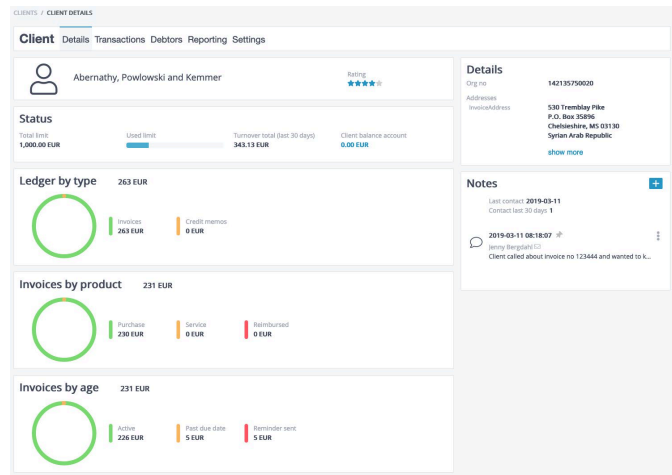 CLIENTS / CLIENT DETAILS
Client Details Transactions Debtors Reporting Settings
Abernathy, Powlowski and Kemmer
Rating
Status
Total limit
1,000.00 EUR
Used limit
Turnover total (last 30 days)
343.13 EUR
Client balance account
0.00 EUR
Ledger by type 263 EUR
Invoices
263 EUR
Credit memos
0 EUR
Invoices by product 231 EUR
Purchase
230 EUR
Service
0 EUR
Reimbursed
0 EUR
Invoices by age 231 EUR
Active
226 EUR
Past due date
5 EUR
Reminder sent
5 EUR
Details
Org no 142135750020
Addresses
InvoiceAddress 530 Tremblay Pike
P.O. Box 35896
Chelsieshire, MS 03130
Syrian Arab Republic
show more
Notes +
Last contact 2019-03-11
Contact last 30 days 1
2019-03-11 08:18:07
Jenny Bergdahl
Client called about invoice no 123444 and wanted to k...